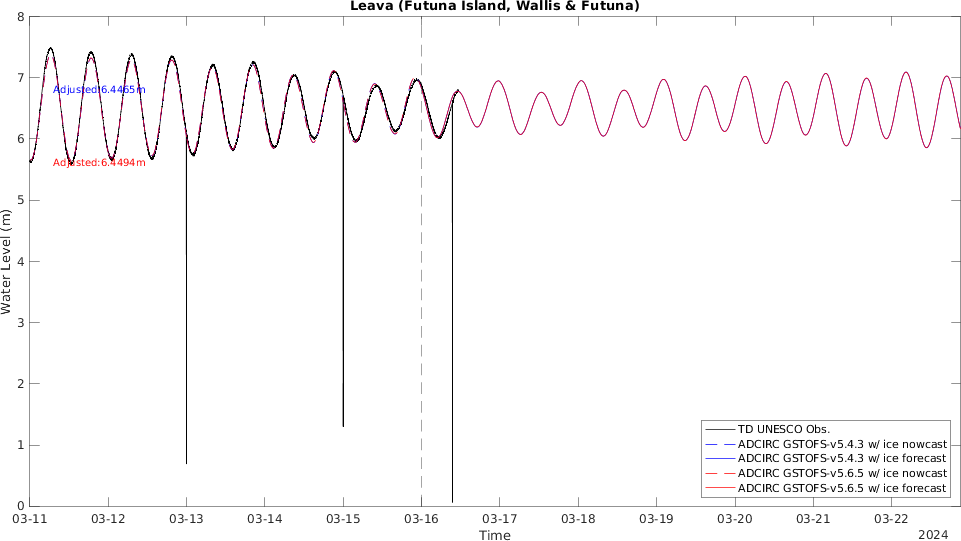 Leava (Futuna Island, Wallis & Futuna)
8
7
6
5
4
3
2
1
0
Water Level (m)
Adjusted:6.4465m
Adjusted:6.4494m
TD UNESCO Obs.
ADCIRC GSTOFS-v5.4.3 w/ ice nowcast
ADCIRC GSTOFS-v5.4.3 w/ ice forecast
ADCIRC GSTOFS-v5.6.5 w/ ice nowcast
ADCIRC GSTOFS-v5.6.5 w/ ice forecast
03-11 03-12 03-13 03-14 03-15 03-16 03-17 03-18 03-19 03-20 03-21 03-22
Time
2024